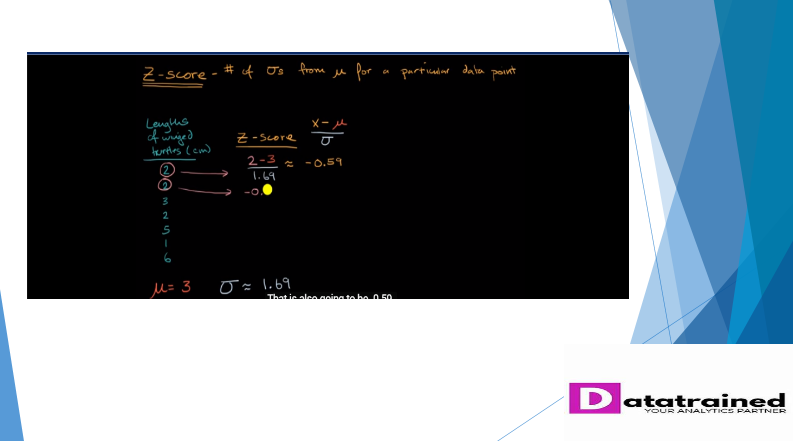 Z-score - # of σs from μ for a particular data point
Lengths
of winged
turtles (cm)
Z-score
x-μ
σ
2
2
3
2
5
1
6
2-3
1.69
≈ -0.59
-0.
μ= 3
σ ≈ 1.69
That is also going to be -0.59
Datatrained
YOUR ANALYTICS PARTNER